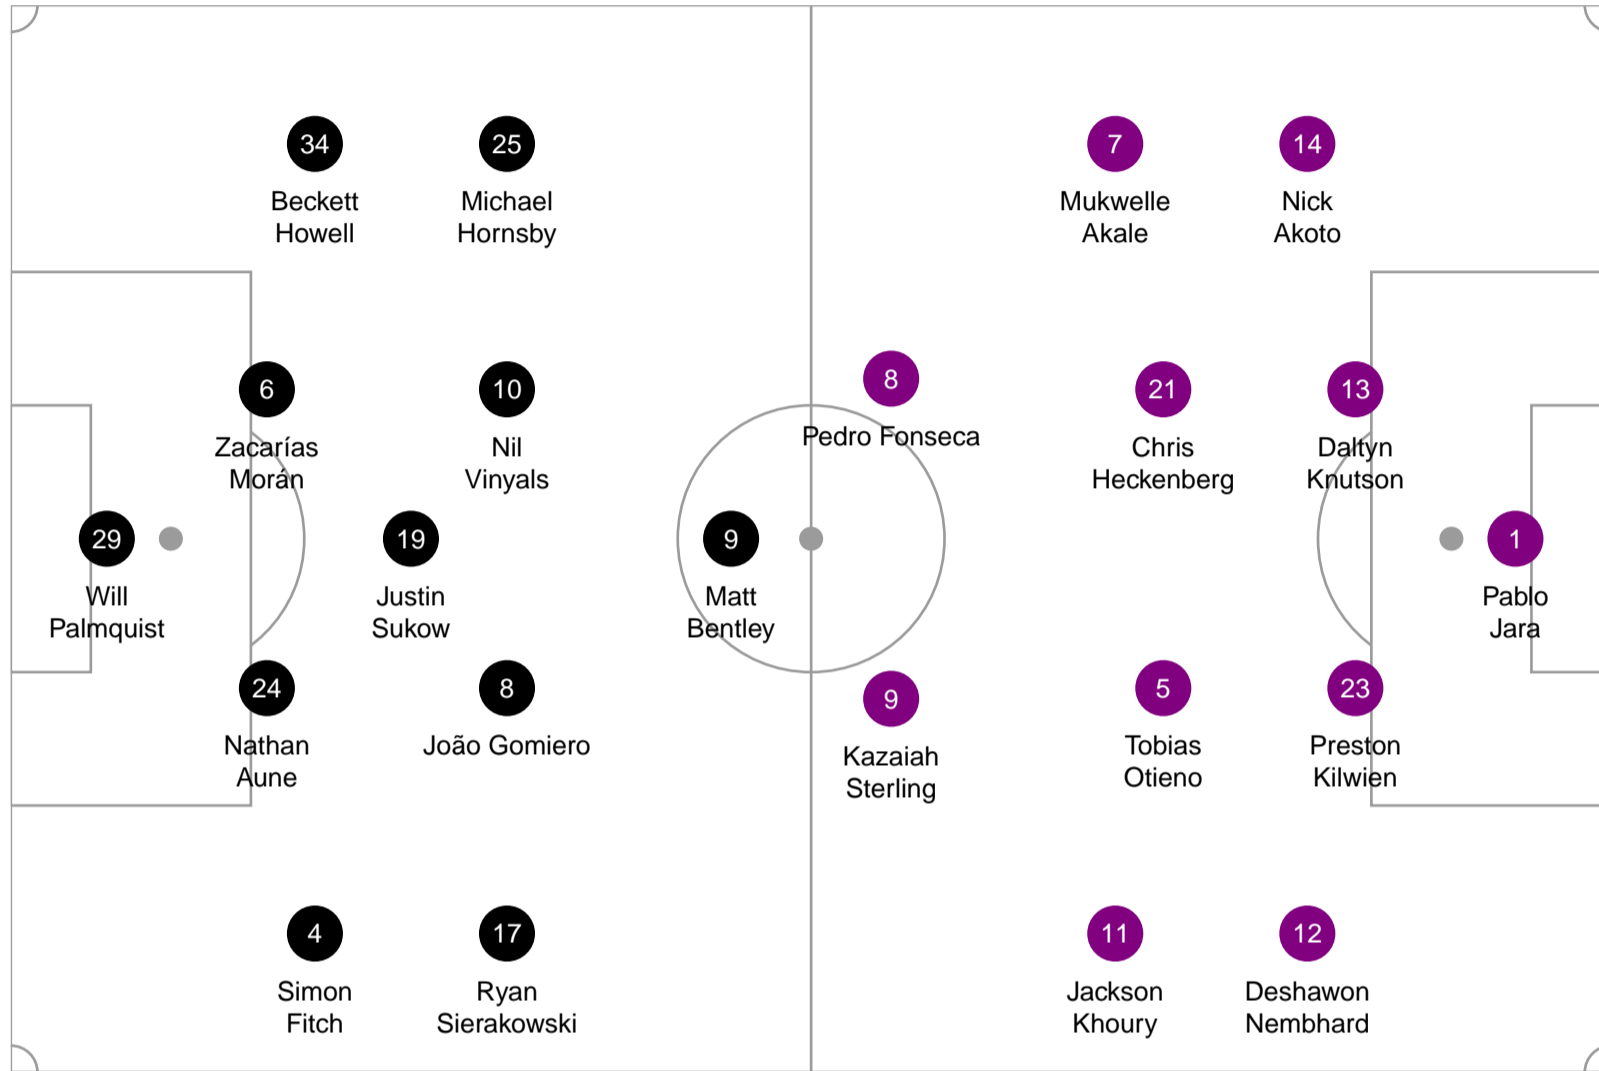 34
Beckett
Howell
25
Michael
Hornsby
7
Mukwelle
Akale
14
Nick
Akoto
6
Zacarías
Morán
10
Nil
Vinyals
8
Pedro Fonseca
21
Chris
Heckenberg
13
Daltyn
Knutson
29
Will
Palmquist
19
Justin
Sukow
9
Matt
Bentley
1
Pablo
Jara
24
Nathan
Aune
8
João Gomiero
9
Kazaiah
Sterling
5
Tobias
Otieno
23
Preston
Kilwien
4
Simon
Fitch
17
Ryan
Sierakowski
11
Jackson
Khoury
12
Deshawon
Nembhard